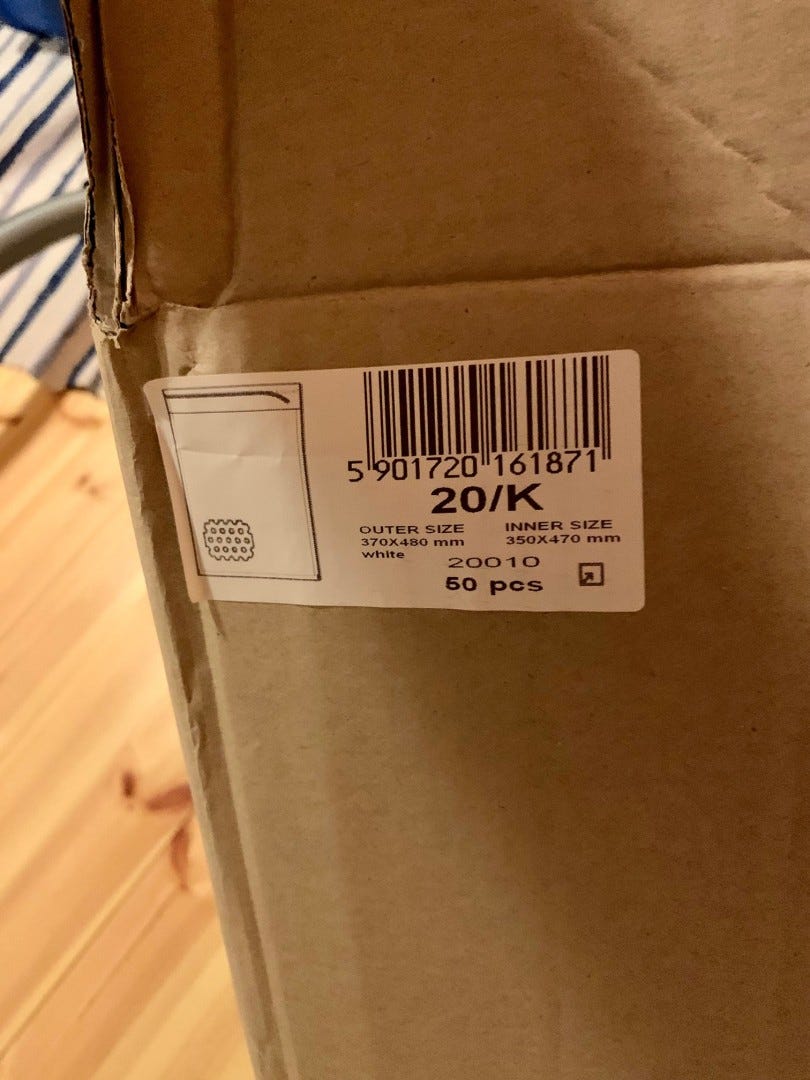 5 901720 161871
20/K
OUTER SIZE INNER SIZE
370X480 mm 350X470 mm
white 20010
50 pcs